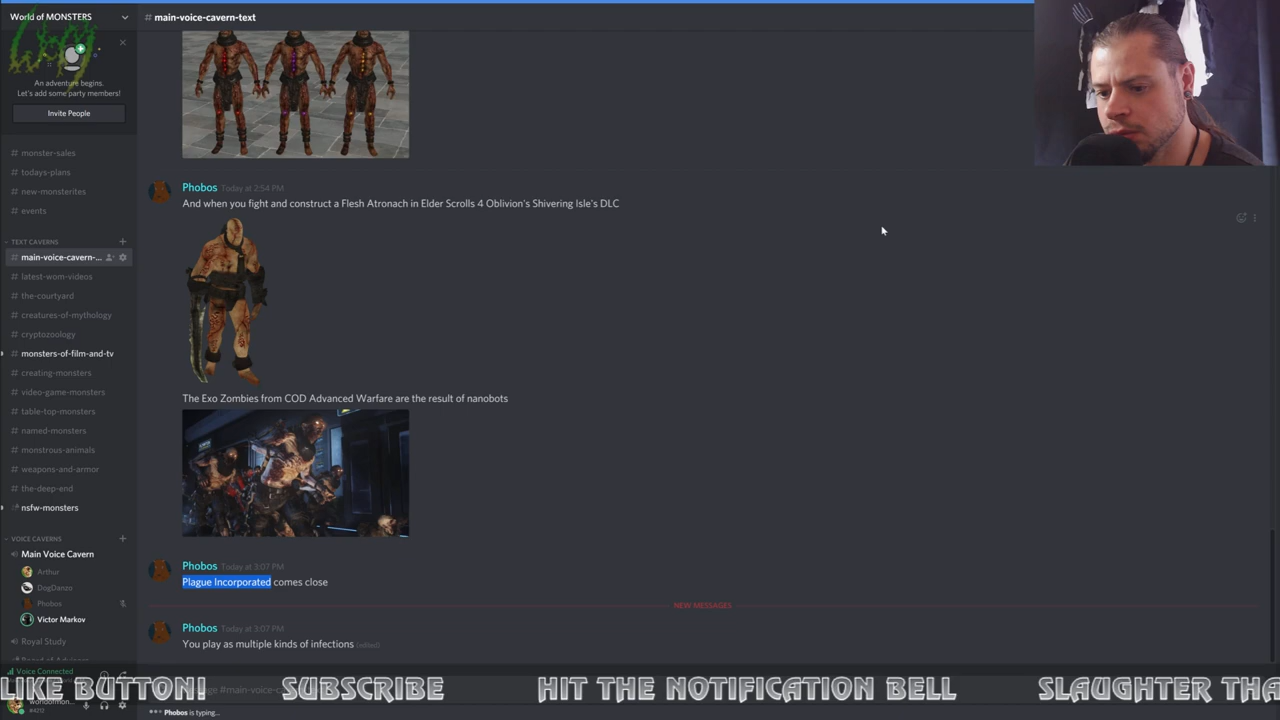 World of MONSTERS
# main-voice-cavern-text
An adventure begins.
Let's add some party members!
Invite People
# monster-sales
# todays-plans
# new-monsterites
# events
TEXT CAVERNS
# main-voice-cavern-...
# latest-wom-videos
# the-courtyard
# creatures-of-mythology
# cryptozoology
# monsters-of-film-and-tv
# creating-monsters
# video-game-monsters
# table-top-monsters
# named-monsters
# monstrous-animals
# weapons-and-armor
# the-deep-end
nsfw-monsters
VOICE CAVERNS
Main Voice Cavern
Arthur
DogDanzo
Phobos
Victor Markov
Royal Study
Voice Connected
worldofmon...
#4212
Phobos Today at 2:54 PM
And when you fight and construct a Flesh Atronach in Elder Scrolls 4 Oblivion's Shivering Isle's DLC
The Exo Zombies from COD Advanced Warfare are the result of nanobots
Phobos Today at 3:07 PM
Plague Incorporated comes close
NEW MESSAGES
Phobos Today at 3:07 PM
You play as multiple kinds of infections (edited)
LIKE BUTTON! SUBSCRIBE HIT THE NOTIFICATION BELL SLAUGHTER THA
Phobos is typing...